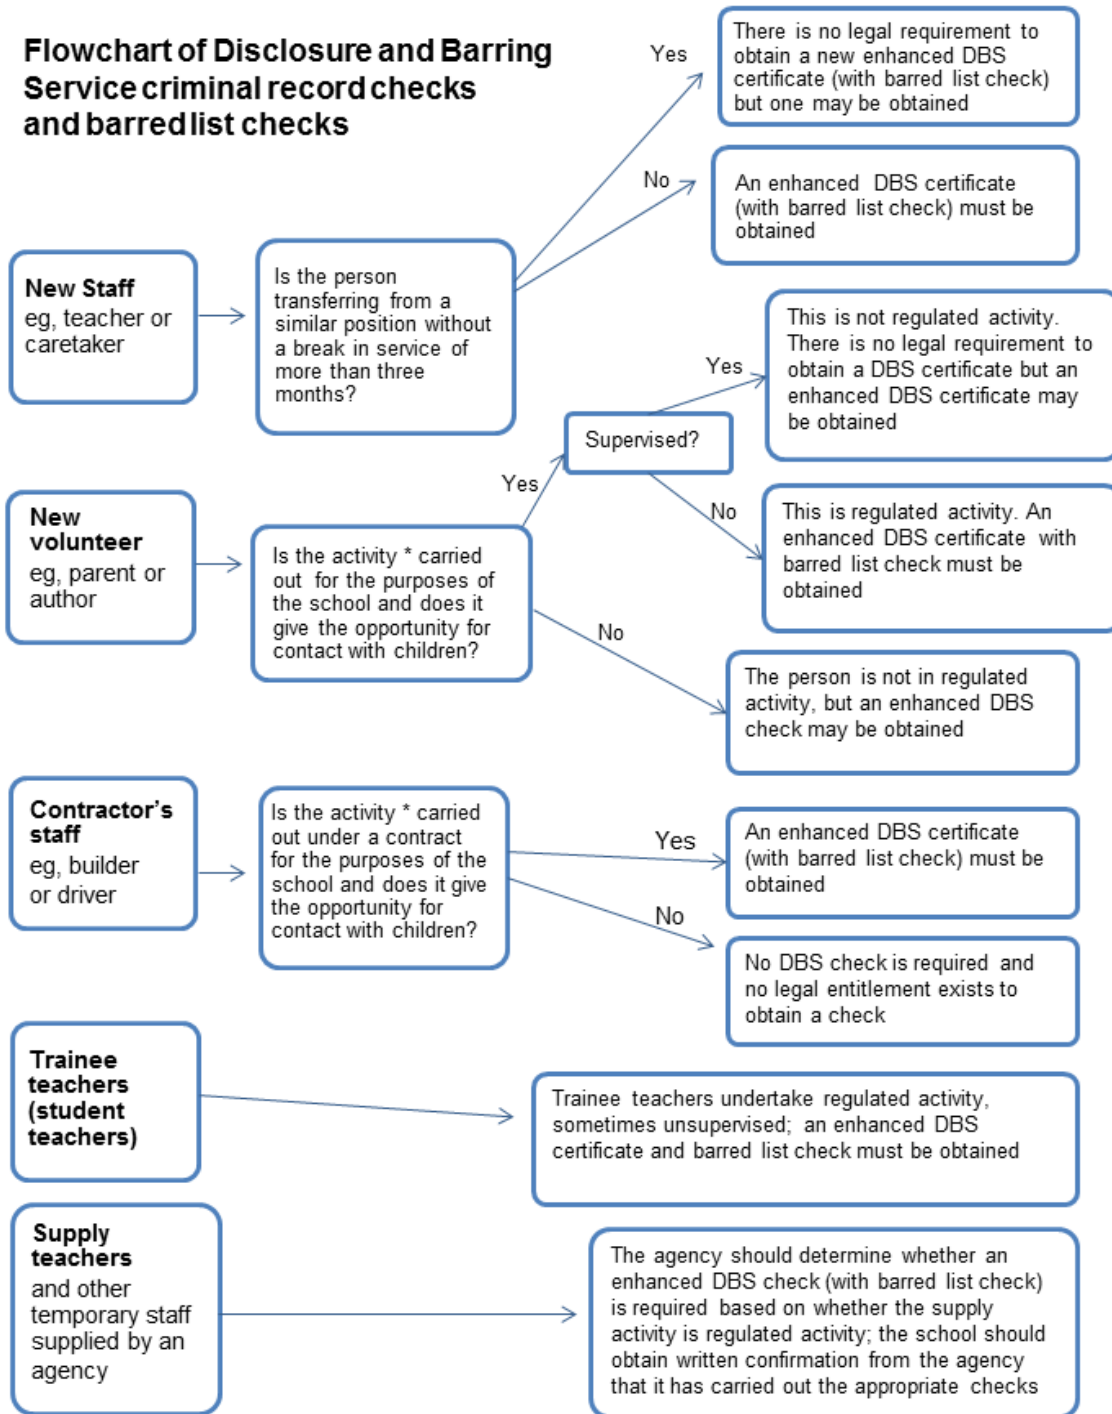 Flowchart of Disclosure and Barring
Service criminal record checks
and barred list checks
Yes
There is no legal requirement to
obtain a new enhanced DBS
certificate (with barred list check)
but one may be obtained
No
An enhanced DBS certificate
(with barred list check) must be
obtained
New Staff
eg, teacher or
caretaker
Is the person
transferring from a
similar position without
a break in service of
more than three
months?
New
volunteer
eg, parent or
author
Is the activity * carried
out for the purposes of
the school and does it
give the opportunity for
contact with children?
Yes
Supervised?
Yes
This is not regulated activity.
There is no legal requirement to
obtain a DBS certificate but an
enhanced DBS certificate may
be obtained
No
This is regulated activity. An
enhanced DBS certificate with
barred list check must be
obtained
No
The person is not in regulated
activity, but an enhanced DBS
check may be obtained
Contractor's
staff
eg, builder
or driver
Is the activity * carried
out under a contract
for the purposes of the
school and does it give
the opportunity for
contact with children?
Yes
An enhanced DBS certificate
(with barred list check) must be
obtained
No
No DBS check is required and
no legal entitlement exists to
obtain a check
Trainee
teachers
(student
teachers)
Trainee teachers undertake regulated activity,
sometimes unsupervised; an enhanced DBS
certificate and barred list check must be obtained
Supply
teachers
and other
temporary staff
supplied by an
agency
The agency should determine whether an
enhanced DBS check (with barred list check)
is required based on whether the supply
activity is regulated activity; the school should
obtain written confirmation from the agency
that it has carried out the appropriate checks